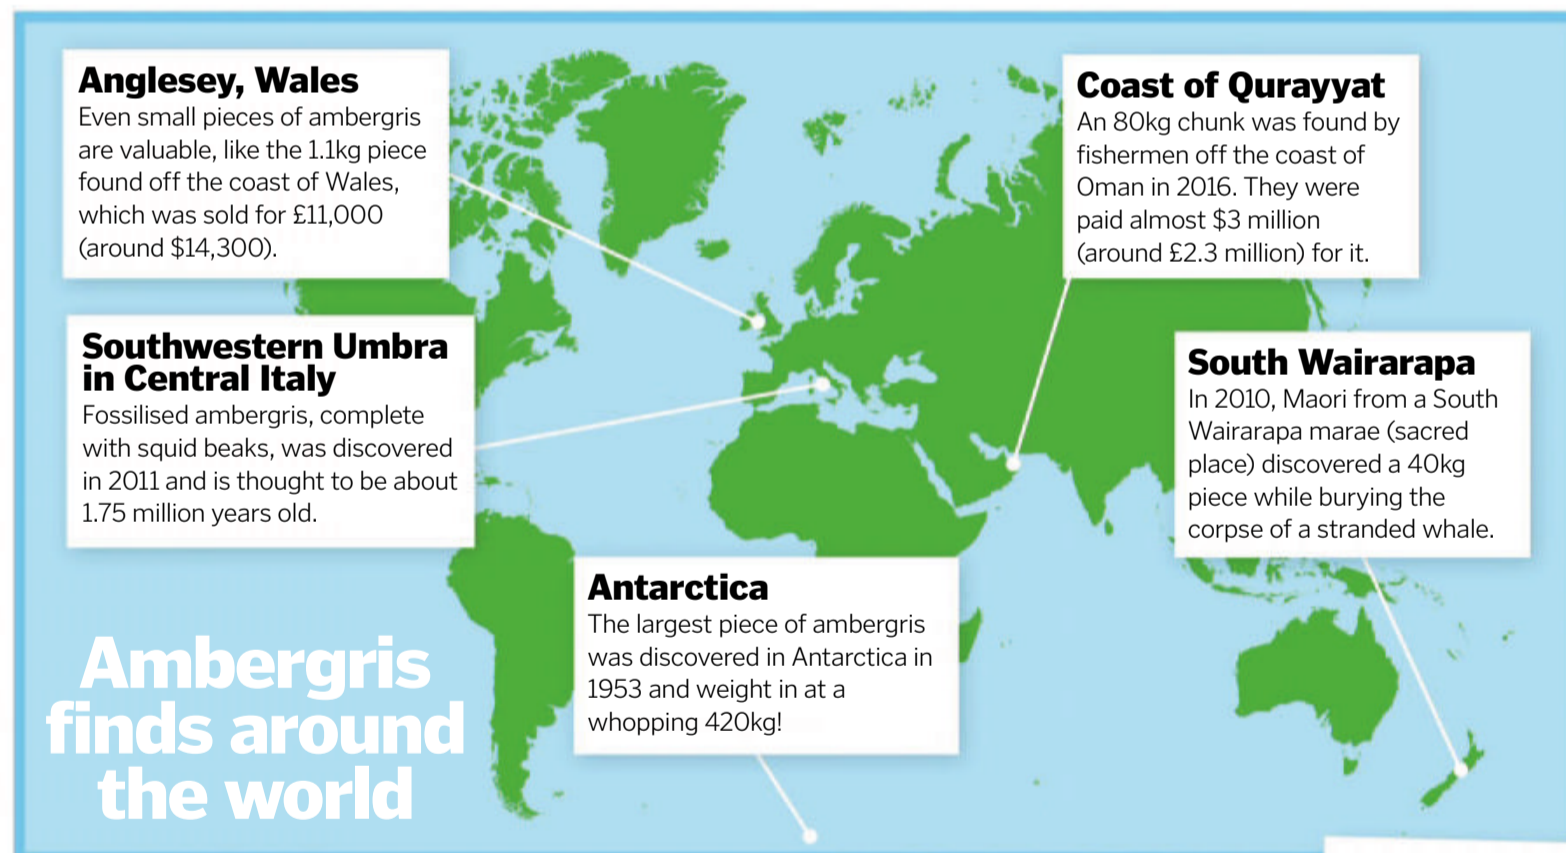 Anglesey, Wales
Even small pieces of ambergris
are valuable, like the 1.1kg piece
found off the coast of Wales,
which was sold for £11,000
(around $14,300).
Southwestern Umbra
in Central Italy
Fossilised ambergris, complete
with squid beaks, was discovered
in 2011 and is thought to be about
1.75 million years old.
Antarctica
The largest piece of ambergris
was discovered in Antarctica in
1953 and weight in at a
whopping 420kg!
Coast of Qurayyat
An 80kg chunk was found by
fishermen off the coast of
Oman in 2016. They were
paid almost $3 million
(around £2.3 million) for it.
South Wairarapa
In 2010, Maori from a South
Wairarapa marae (sacred
place) discovered a 40kg
piece while burying the
corpse of a stranded whale.
Ambergris
finds around
the world